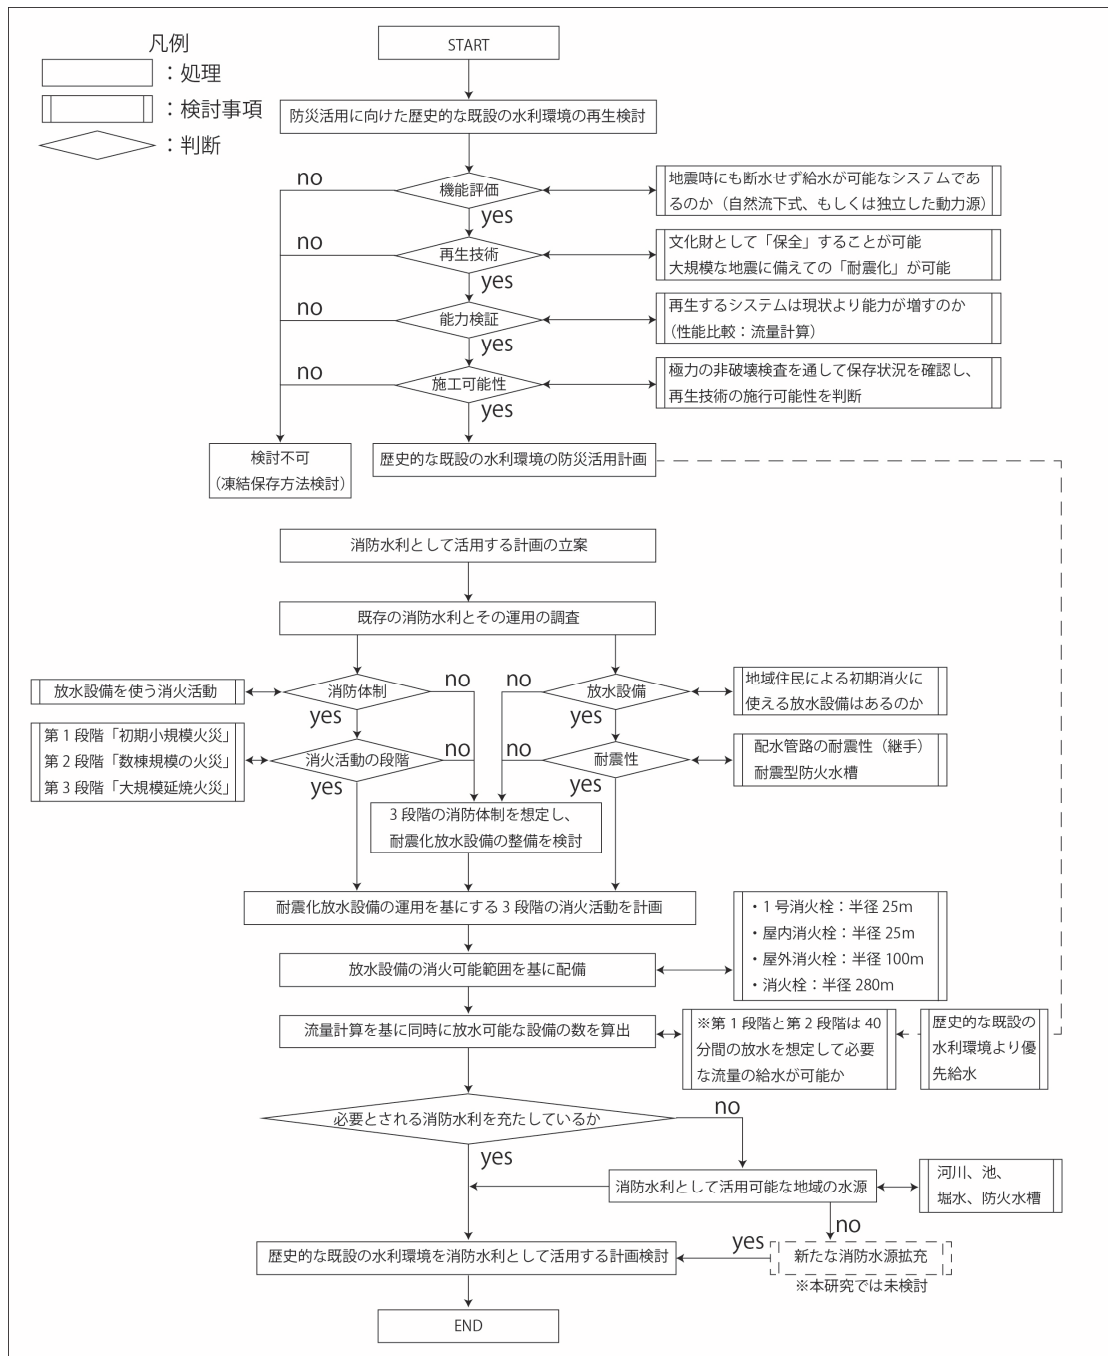 凡例
：処理
：検討事項
：判断
START
防災活用に向けた歴史的な既設の水利環境の再生検討
no
機能評価
yes
地震時にも断水せず給水が可能なシステムであ
るのか（自然流下式、もしくは独立した動力源）
no
再生技術
yes
文化財として「保全」することが可能
大規模な地震に備えての「耐震化」が可能
no
能力検証
yes
再生するシステムは現状より能力が増すのか
（性能比較：流量計算）
no
施工可能性
yes
極力の非破壊検査を通して保存状況を確認し、
再生技術の施行可能性を判断
検討不可
（凍結保存方法検討）
歴史的な既設の水利環境の防災活用計画
消防水利として活用する計画の立案
既存の消防水利とその運用の調査
放水設備を使う消火活動
消防体制
no
yes
no
放水設備
yes
地域住民による初期消火に
使える放水設備はあるのか
第1段階「初期小規模火災」
第2段階「数棟規模の火災」
第3段階「大規模延焼火災」
消火活動の段階
no
yes
no
耐震性
yes
配水管路の耐震性（継手）
耐震型防火水槽
3段階の消防体制を想定し、
耐震化放水設備の整備を検討
耐震化放水設備の運用を基にする3段階の消火活動を計画
・1号消火栓：半径25m
・屋内消火栓：半径25m
・屋外消火栓：半径100m
・消火栓：半径280m
放水設備の消火可能範囲を基に配備
流量計算を基に同時に放水可能な設備の数を算出
※第1段階と第2段階は40
分間の放水を想定して必要
な流量の給水が可能か
歴史的な既設の
水利環境より優
先給水
必要とされる消防水利を充たしているか
no
yes
消防水利として活用可能な地域の水源
河川、池、
堀水、防火水槽
no
yes
歴史的な既設の水利環境を消防水利として活用する計画検討
新たな消防水源拡充
※本研究では未検討
END